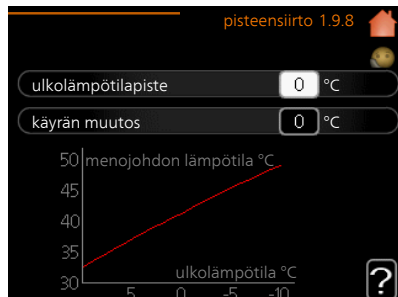 pisteensiirto 1.9.8
ulkolämpötilapiste 0 °C
käyrän muutos 0 °C
50 menojohdon lämpötila °C
45
40
35
ulkolämpötila °C
30
5 0 -5 -10
?